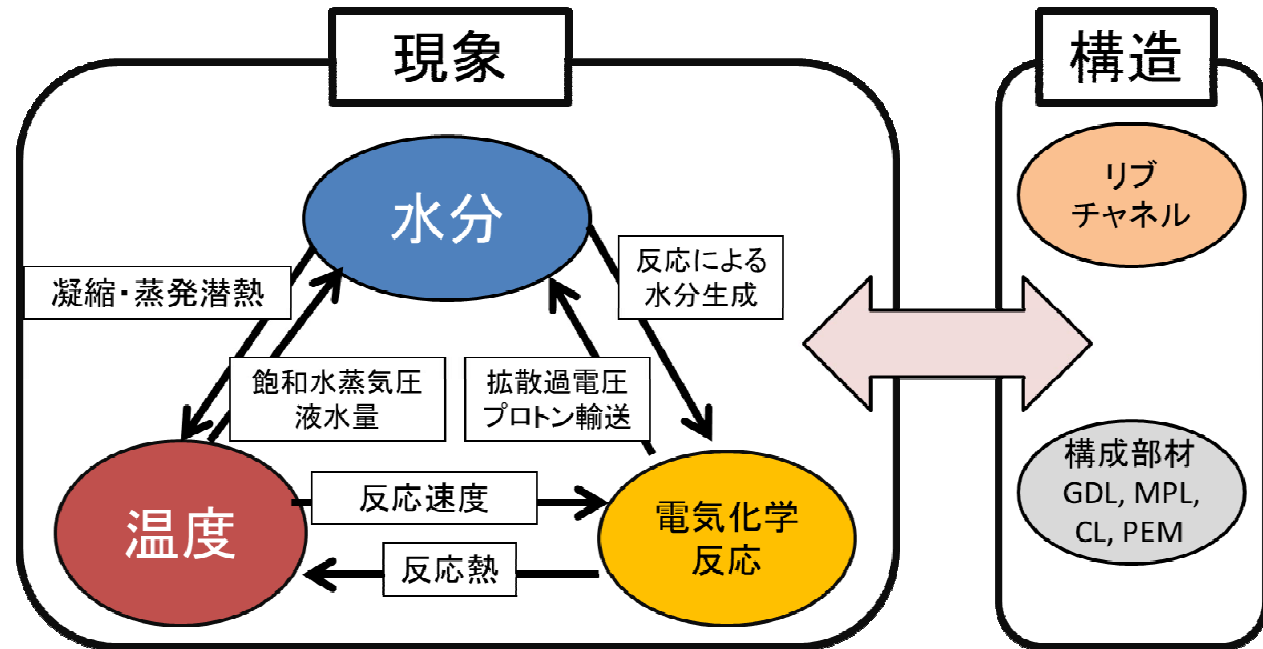 現象
構造
水分
リブ
チャネル
凝縮・蒸発潜熱
反応による
水分生成
飽和水蒸気圧
液水量
拡散過電圧
プロトン輸送
温度
反応速度
電気化学
反応
反応熱
構成部材
GDL, MPL,
CL, PEM